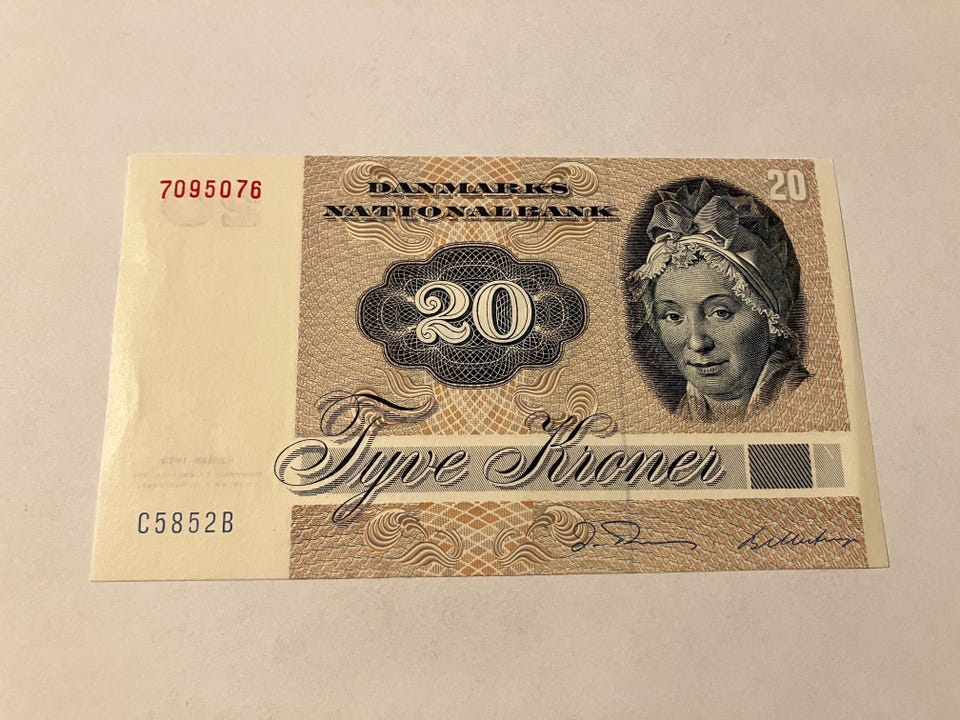 7095076
DANMARKS
NATIONALBANK
20
20
Tyve Kroner
C5852B